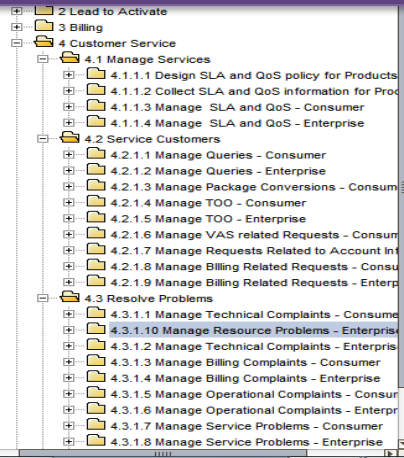 2 Lead to Activate
3 Billing
4 Customer Service
4.1 Manage Services
4.1.1.1 Design SLA and QoS policy for Products
4.1.1.2 Collect SLA and QoS information for Proc
4.1.1.3 Manage SLA and QoS - Consumer
4.1.1.4 Manage SLA and QoS - Enterprise
4.2 Service Customers
4.2.1.1 Manage Queries - Consumer
4.2.1.2 Manage Queries - Enterprise
4.2.1.3 Manage Package Conversions - Consum
4.2.1.4 Manage TOO - Consumer
4.2.1.5 Manage TOO - Enterprise
4.2.1.6 Manage VAS related Requests - Consum
4.2.1.7 Manage Requests Related to Account Inf
4.2.1.8 Manage Billing Related Requests - Consu
4.2.1.9 Manage Billing Related Requests - Enterp
4.3 Resolve Problems
4.3.1.1 Manage Technical Complaints - Consume
4.3.1.10 Manage Resource Problems - Enterprise
4.3.1.2 Manage Technical Complaints - Enterpris
4.3.1.3 Manage Billing Complaints - Consumer
4.3.1.4 Manage Billing Complaints - Enterprise
4.3.1.5 Manage Operational Complaints - Consur
4.3.1.6 Manage Operational Complaints - Enterpr
4.3.1.7 Manage Service Problems - Consumer
4.3.1.8 Manage Service Problems - Enterprise